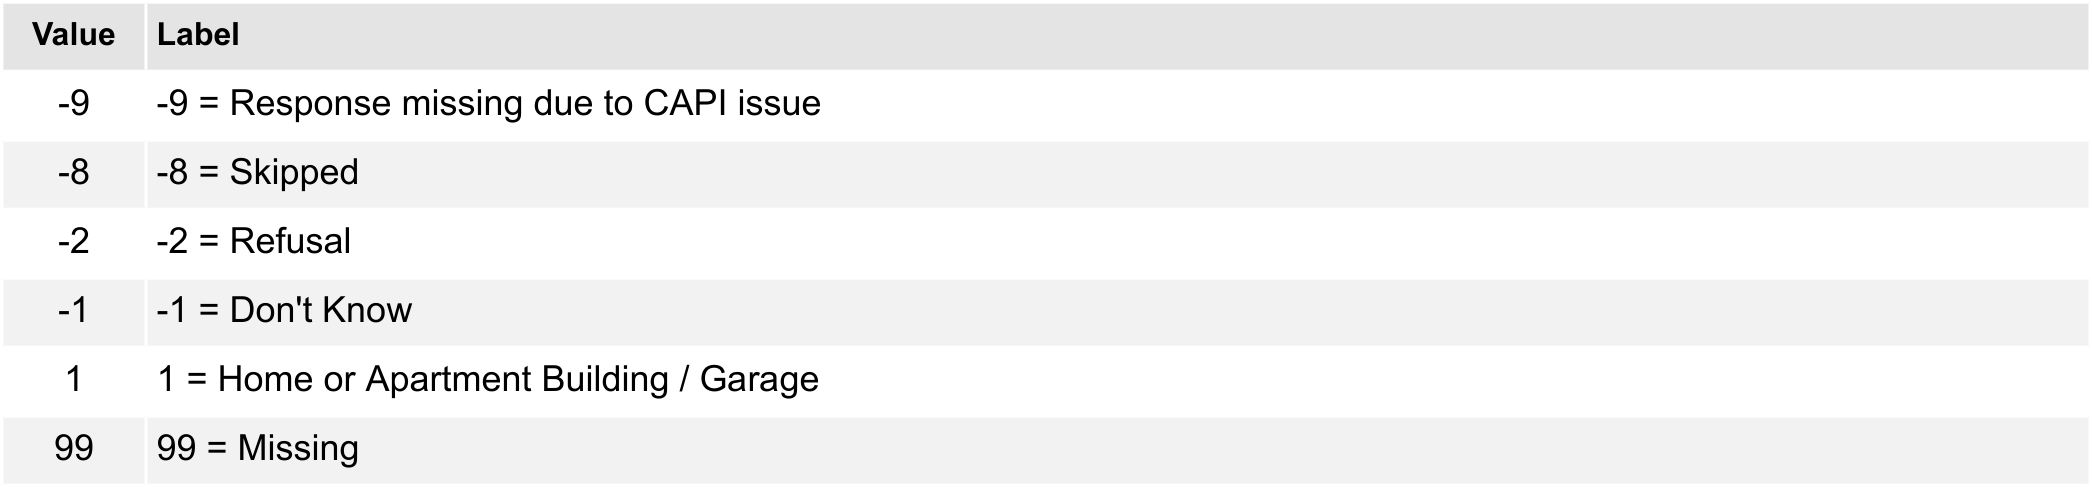 Value Label
-9 -9 = Response missing due to CAPI issue
-8 -8 = Skipped
-2 -2 = Refusal
-1 -1 = Don't Know
1 1 = Home or Apartment Building / Garage
99 99 = Missing